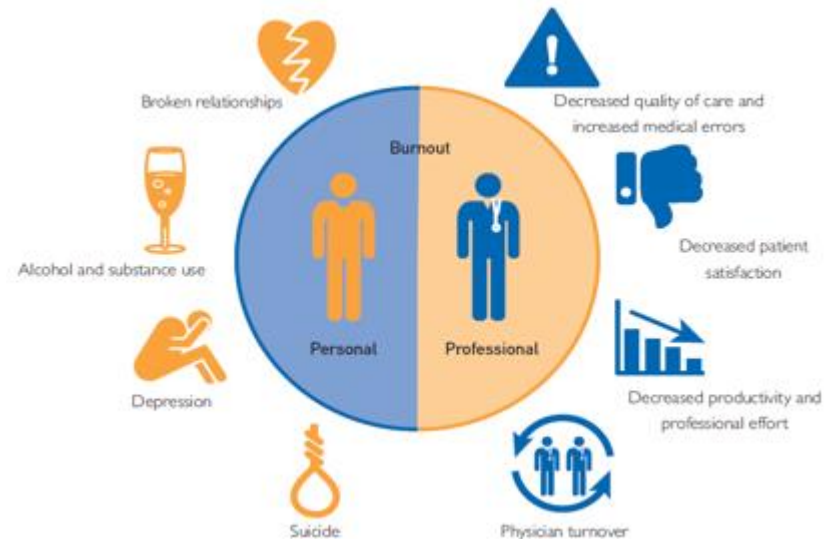 Broken relationships
Decreased quality of care and
increased medical errors
Burnout
Alcohol and substance use
Decreased patient
satisfaction
Personal
Professional
Depression
Decreased productivity and
professional effort
Suicide
Physician turnover